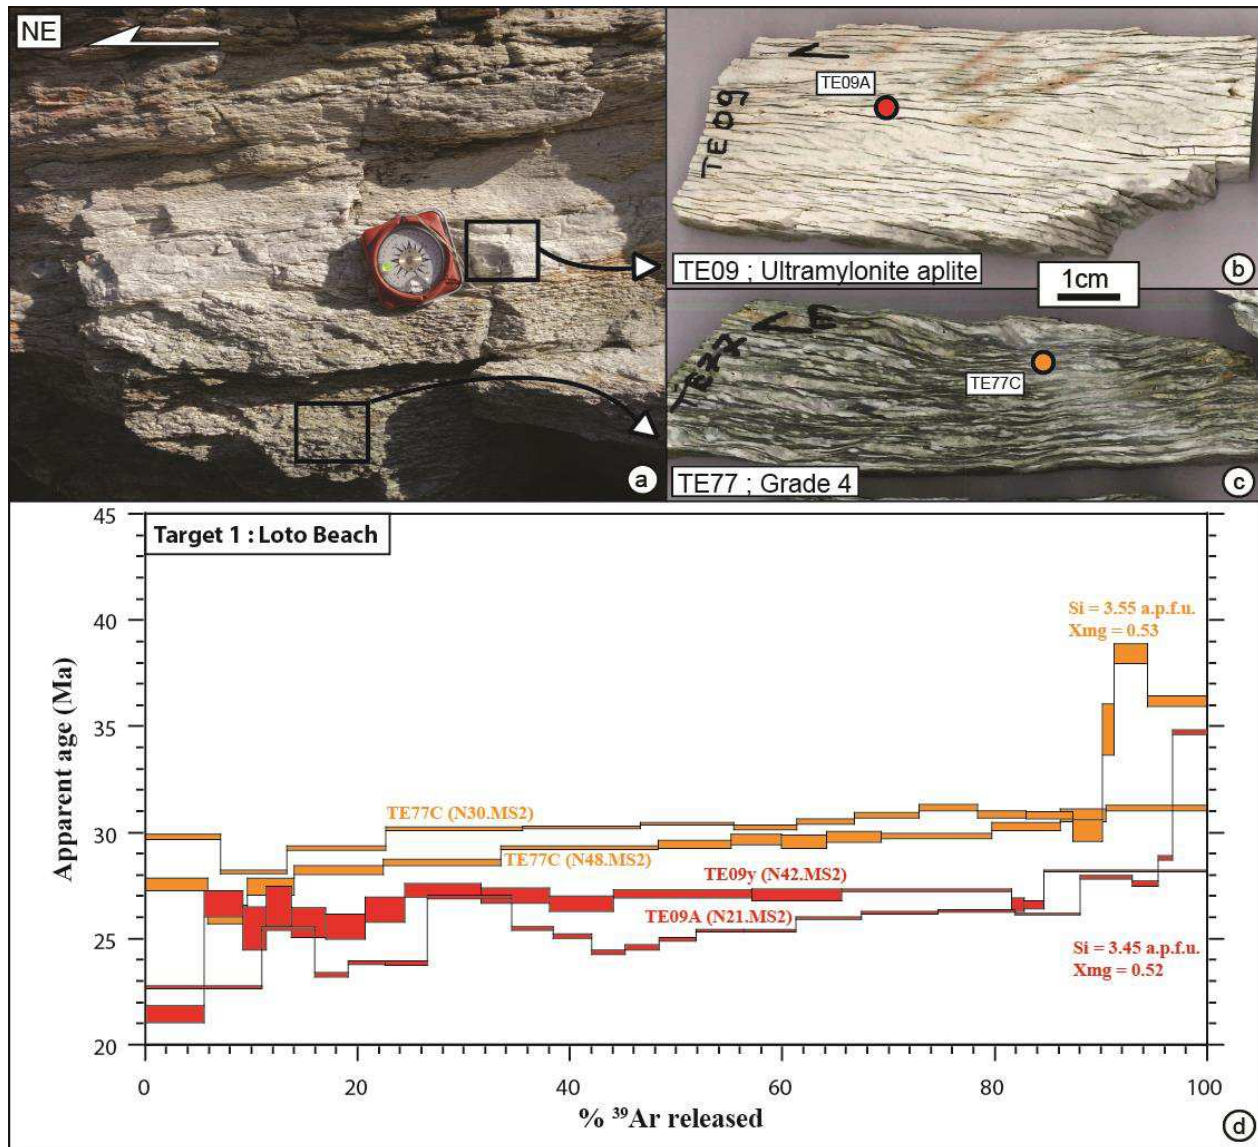 NE
a
TE09
TE09A
TE09 ; Ultramylonite aplite
b
1cm
TE77
TE77C
TE77 ; Grade 4
c
Target 1 : Loto Beach
Apparent age (Ma)
45
40
35
30
25
20
Si = 3.55 a.p.f.u.
Xmg = 0.53
TE77C (N30.MS2)
TE77C (N48.MS2)
TE09y (N42.MS2)
TE09A (N21.MS2)
Si = 3.45 a.p.f.u.
Xmg = 0.52
0
20
40
60
80
100
% ³⁹Ar released
d